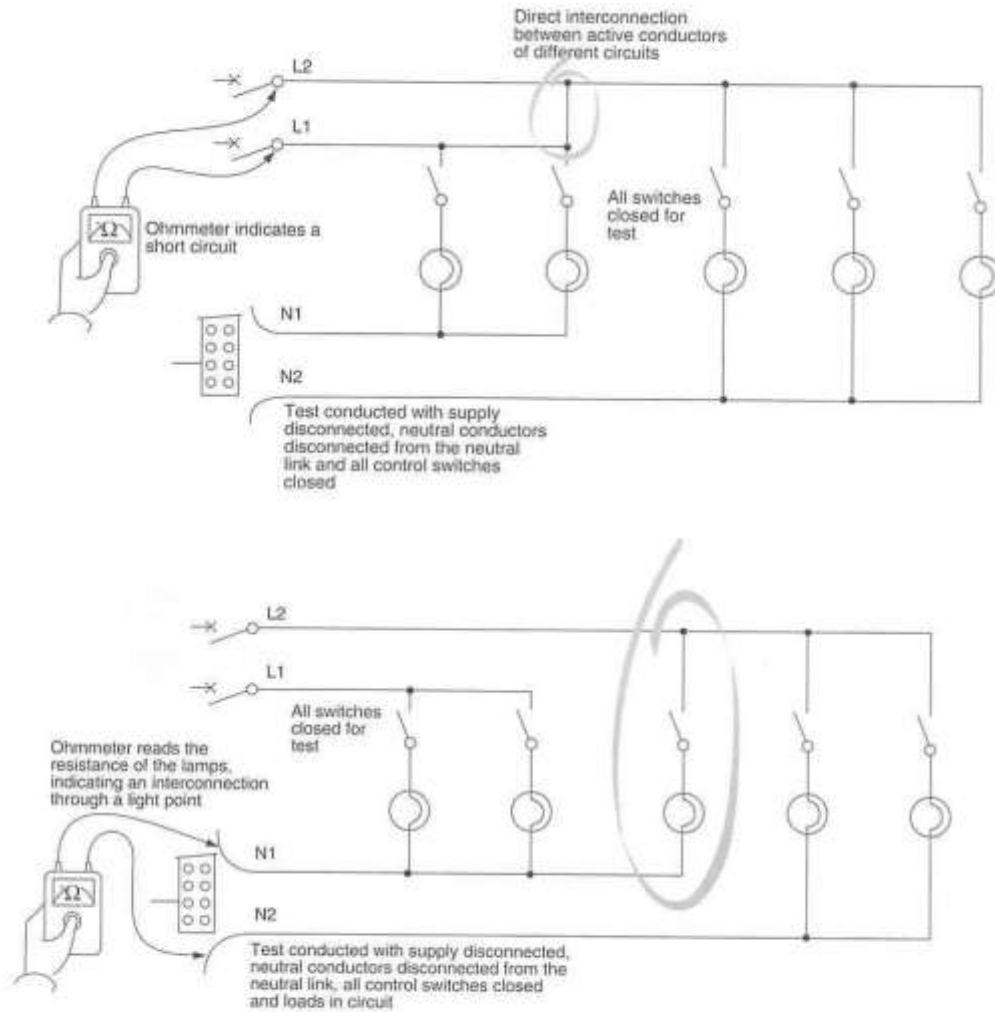 Direct interconnection
between active conductors
of different circuits
L2
L1
All switches
closed for
test
Ω
Ohmmeter indicates a
short circuit
N1
N2
Test conducted with supply
disconnected, neutral conductors
disconnected from the neutral
link and all control switches
closed
L2
L1
All switches
closed for
test
Ohmmeter reads the
resistance of the lamps,
indicating an interconnection
through a light point
N1
Ω
N2
Test conducted with supply disconnected,
neutral conductors disconnected from the
neutral link, all control switches closed
and loads in circuit